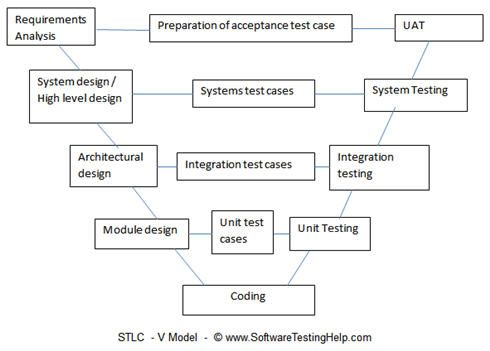 Requirements
Analysis
Preparation of acceptance test case
UAT
System design /
High level design
Systems test cases
System Testing
Architectural
design
Integration test cases
Integration
testing
Module design
Unit test
cases
Unit Testing
Coding
STLC - V Model - © www.SoftwareTestingHelp.com